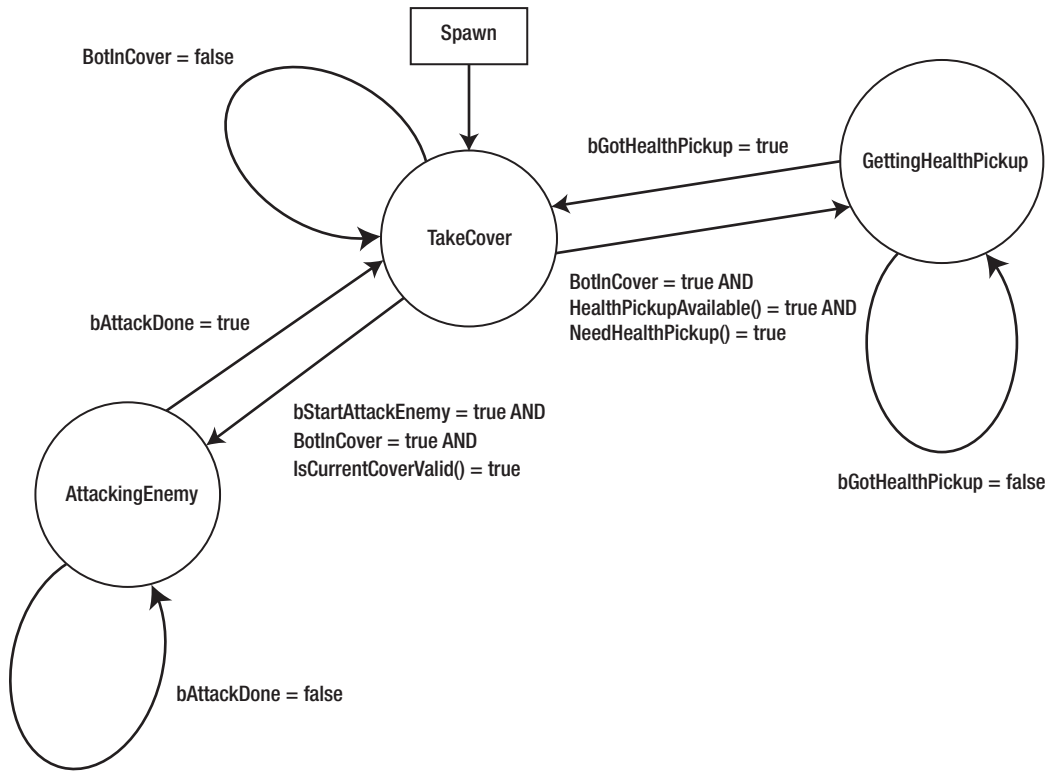 Spawn
BotInCover = false
bGotHealthPickup = true
GettingHealthPickup
TakeCover
BotInCover = true AND
HealthPickupAvailable() = true AND
NeedHealthPickup() = true
bAttackDone = true
bStartAttackEnemy = true AND
BotInCover = true AND
IsCurrentCoverValid() = true
bGotHealthPickup = false
AttackingEnemy
bAttackDone = false